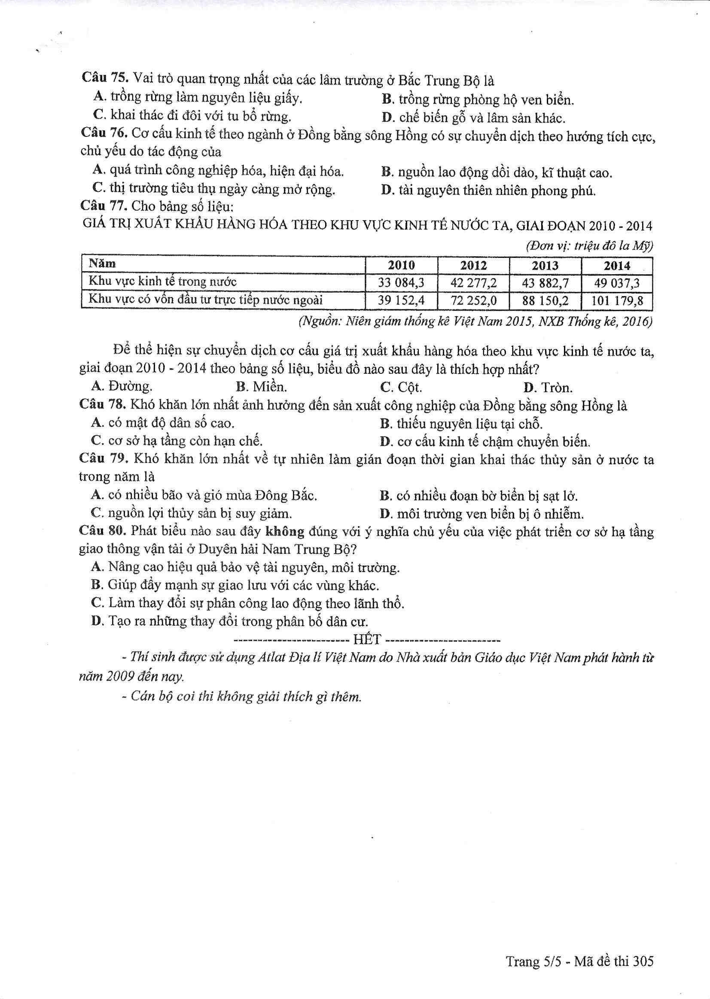 Câu 75. Vai trò quan trọng nhất của các lâm trường ở Bắc Trung Bộ là
A. trồng rừng làm nguyên liệu giấy. B. trồng rừng phòng hộ ven biển.
C. khai thác đi đôi với tu bổ rừng. D. chế biến gỗ và lâm sản khác.
Câu 76. Cơ cấu kinh tế theo ngành ở Đồng bằng sông Hồng có sự chuyển dịch theo hướng tích cực,
chủ yếu do tác động của
A. quá trình công nghiệp hóa, hiện đại hóa. B. nguồn lao động dồi dào, kĩ thuật cao.
C. thị trường tiêu thụ ngày càng mở rộng. D. tài nguyên thiên nhiên phong phú.
Câu 77. Cho bảng số liệu:
GIÁ TRỊ XUẤT KHẨU HÀNG HÓA THEO KHU VỰC KINH TẾ NƯỚC TA, GIAI ĐOẠN 2010 - 2014
(Đơn vị: triệu đô la Mỹ)
Năm 2010 2012 2013 2014
Khu vực kinh tế trong nước 33 084,3 42 277,2 43 882,7 49 037,3
Khu vực có vốn đầu tư trực tiếp nước ngoài 39 152,4 72 252,0 88 150,2 101 179,8
(Nguồn: Niên giám thống kê Việt Nam 2015, NXB Thống kê, 2016)
Để thể hiện sự chuyển dịch cơ cấu giá trị xuất khẩu hàng hóa theo khu vực kinh tế nước ta,
giai đoạn 2010 - 2014 theo bảng số liệu, biểu đồ nào sau đây là thích hợp nhất?
A. Đường. B. Miền. C. Cột. D. Tròn.
Câu 78. Khó khăn lớn nhất ảnh hưởng đến sản xuất công nghiệp của Đồng bằng sông Hồng là
A. có mật độ dân số cao. B. thiếu nguyên liệu tại chỗ.
C. cơ sở hạ tầng còn hạn chế. D. cơ cấu kinh tế chậm chuyển biến.
Câu 79. Khó khăn lớn nhất về tự nhiên làm gián đoạn thời gian khai thác thủy sản ở nước ta
trong năm là
A. có nhiều bão và gió mùa Đông Bắc. B. có nhiều đoạn bờ biển bị sạt lở.
C. nguồn lợi thủy sản bị suy giảm. D. môi trường ven biển bị ô nhiễm.
Câu 80. Phát biểu nào sau đây không đúng với ý nghĩa chủ yếu của việc phát triển cơ sở hạ tầng
giao thông vận tải ở Duyên hải Nam Trung Bộ?
A. Nâng cao hiệu quả bảo vệ tài nguyên, môi trường.
B. Giúp đẩy mạnh sự giao lưu với các vùng khác.
C. Làm thay đổi sự phân công lao động theo lãnh thổ.
D. Tạo ra những thay đổi trong phân bố dân cư.
------------------------ HẾT ------------------------
- Thí sinh được sử dụng Atlat Địa lí Việt Nam do Nhà xuất bản Giáo dục Việt Nam phát hành từ
năm 2009 đến nay.
- Cán bộ coi thi không giải thích gì thêm.
Trang 5/5 - Mã đề thi 305